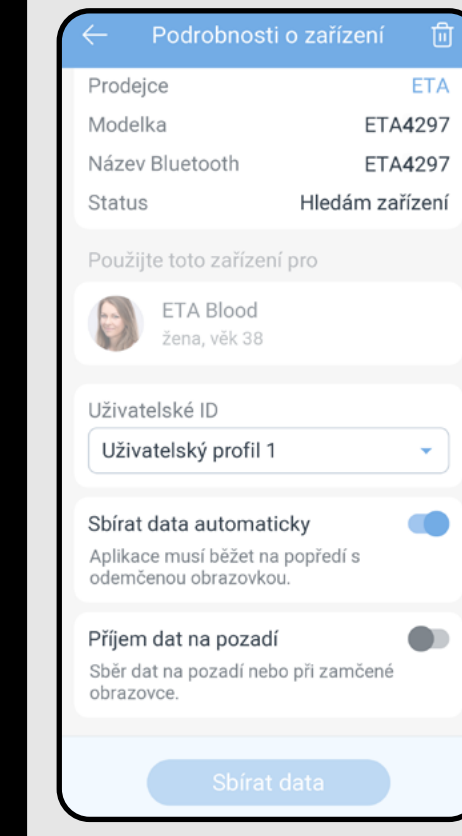 Podrobnosti o zařízení
Prodejce ETA
Modelka ETA4297
Název Bluetooth ETA4297
Status Hledám zařízení
Použijte toto zařízení pro
ETA Blood
žena, věk 38
Uživatelské ID
Uživatelský profil 1
Sbírat data automaticky
Aplikace musí běžet na popředí s
odemčenou obrazovkou.
Příjem dat na pozadí
Sběr dat na pozadí nebo při zamčené
obrazovce.
Sbírat data